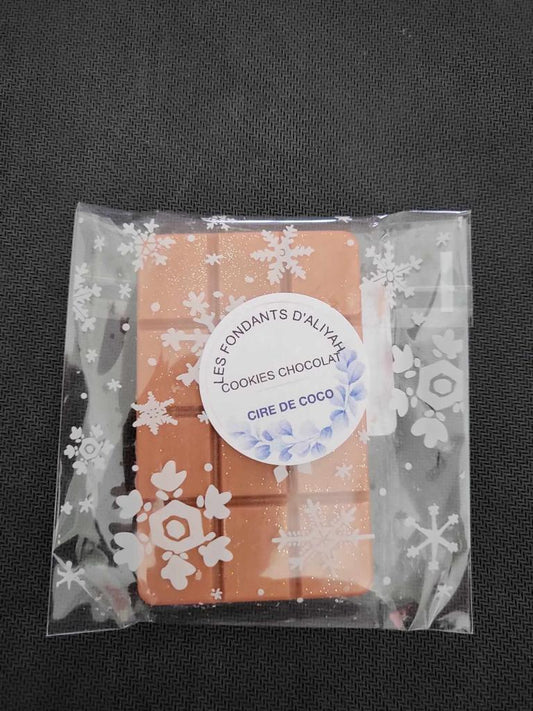 LES FONDANTS D'ALIYAH
COOKIES CHOCOLAT
CIRE DE COCO